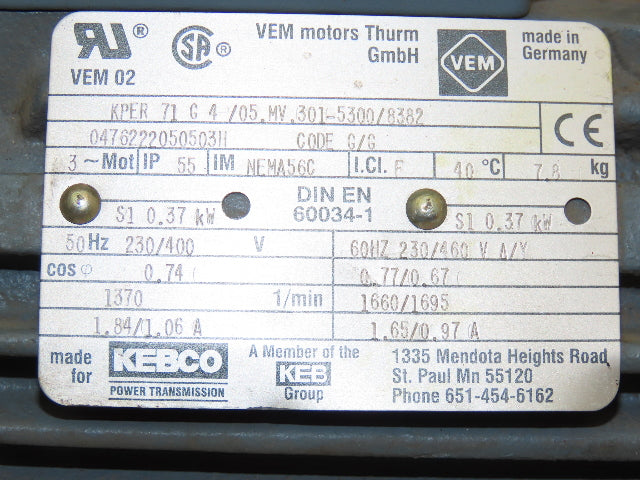 RU ®
VEM 02
SA ®
VEM motors Thurm
GmbH
VEM
made in
Germany
KPER 71 G 4 /05.MV.301-5300/8382
0476222050503H CODE G/G
CE
3~Mot IP 55 IM NEMA56C I.Cl. F 40 °C 7,8 kg
S1 0.37 kW DIN EN 60034-1 S1 0.37 kW
50Hz 230/400 V 60HZ 230/460 V Δ/Y
cos φ 0.74 0.77/0.67
1370 1/min 1660/1695
1.84/1.06 A 1.65/0.97 A
made
for
KEBCO
POWER TRANSMISSION
A Member of the
KEB
Group
1335 Mendota Heights Road
St. Paul Mn 55120
Phone 651-454-6162